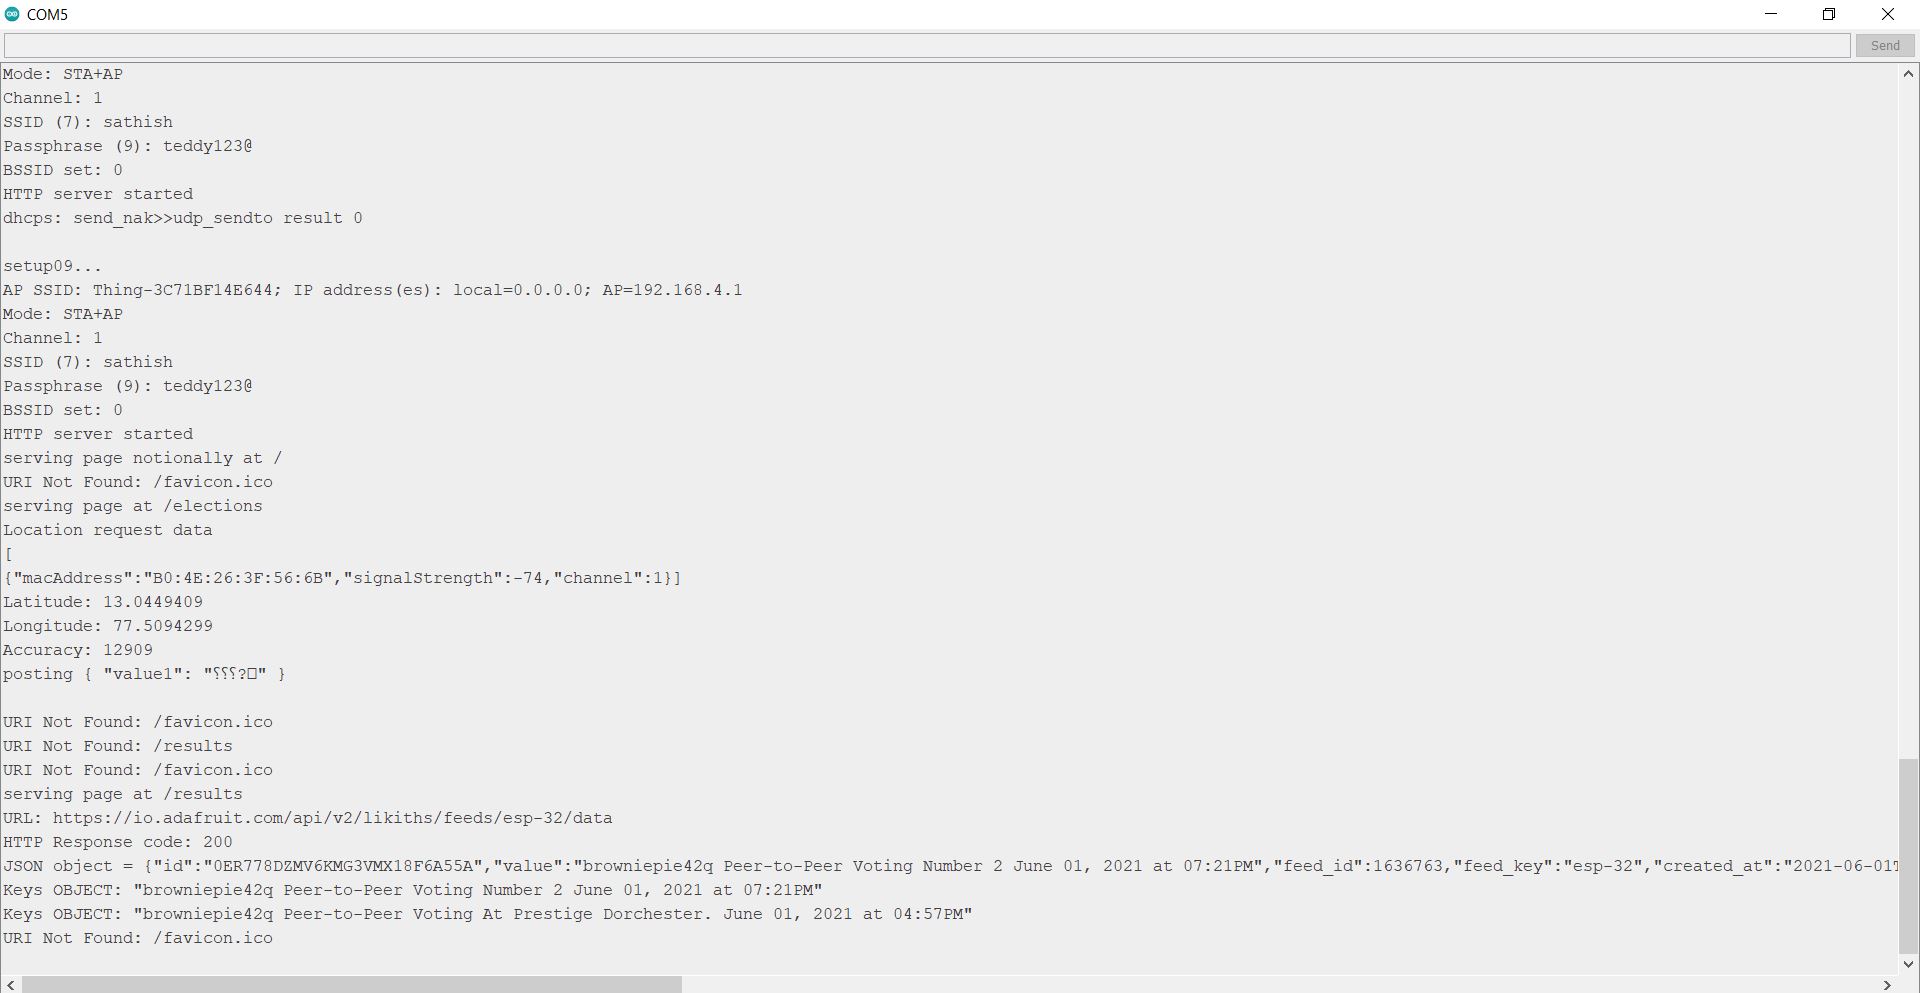 COM5
Send
Mode: STA+AP
Channel: 1
SSID (7): sathish
Passphrase (9): teddy123@
BSSID set: 0
HTTP server started
dhcps: send_nak>>udp_sendto result 0
setup09...
AP SSID: Thing-3C71BF14E644; IP address(es): local=0.0.0.0; AP=192.168.4.1
Mode: STA+AP
Channel: 1
SSID (7): sathish
Passphrase (9): teddy123@
BSSID set: 0
HTTP server started
serving page notionally at /
URI Not Found: /favicon.ico
serving page at /elections
Location request data
[
{"macAddress":"B0:4E:26:3F:56:6B","signalStrength":-74,"channel":1}]
Latitude: 13.0449409
Longitude: 77.5094299
Accuracy: 12909
posting { "value1": "⸮⸮⸮?□" }
URI Not Found: /favicon.ico
URI Not Found: /results
URI Not Found: /favicon.ico
serving page at /results
URL: https://io.adafruit.com/api/v2/likiths/feeds/esp-32/data
HTTP Response code: 200
JSON object = {"id":"0ER778DZMV6KMG3VMX18F6A55A","value":"browniepie42q Peer-to-Peer Voting Number 2 June 01, 2021 at 07:21PM","feed_id":1636763,"feed_key":"esp-32","created_at":"2021-06-01T
Keys OBJECT: "browniepie42q Peer-to-Peer Voting Number 2 June 01, 2021 at 07:21PM"
Keys OBJECT: "browniepie42q Peer-to-Peer Voting At Prestige Dorchester. June 01, 2021 at 04:57PM"
URI Not Found: /favicon.ico